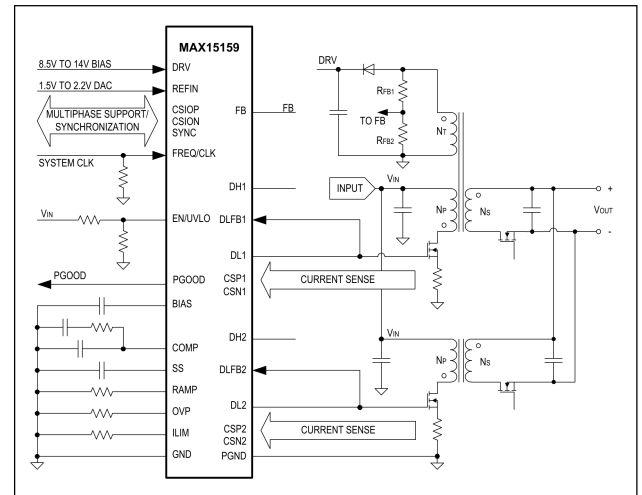 MAX15159
8.5V TO 14V BIAS
DRV
1.5V TO 2.2V DAC
REFIN
MULTIPHASE SUPPORT/
SYNCHRONIZATION
CSIOP
CSION
SYNC
SYSTEM CLK
FREQ/CLK
VIN
EN/UVLO
PGOOD
PGOOD
BIAS
COMP
SS
RAMP
OVP
ILIM
GND
FB
FB
DH1
DLFB1
DL1
CSP1
CSN1
CURRENT SENSE
DH2
DLFB2
DL2
CSP2
CSN2
CURRENT SENSE
PGND
DRV
RFB1
TO FB
RFB2
NT
INPUT
VIN
NP
NS
+
VOUT
-
VIN
NP
NS